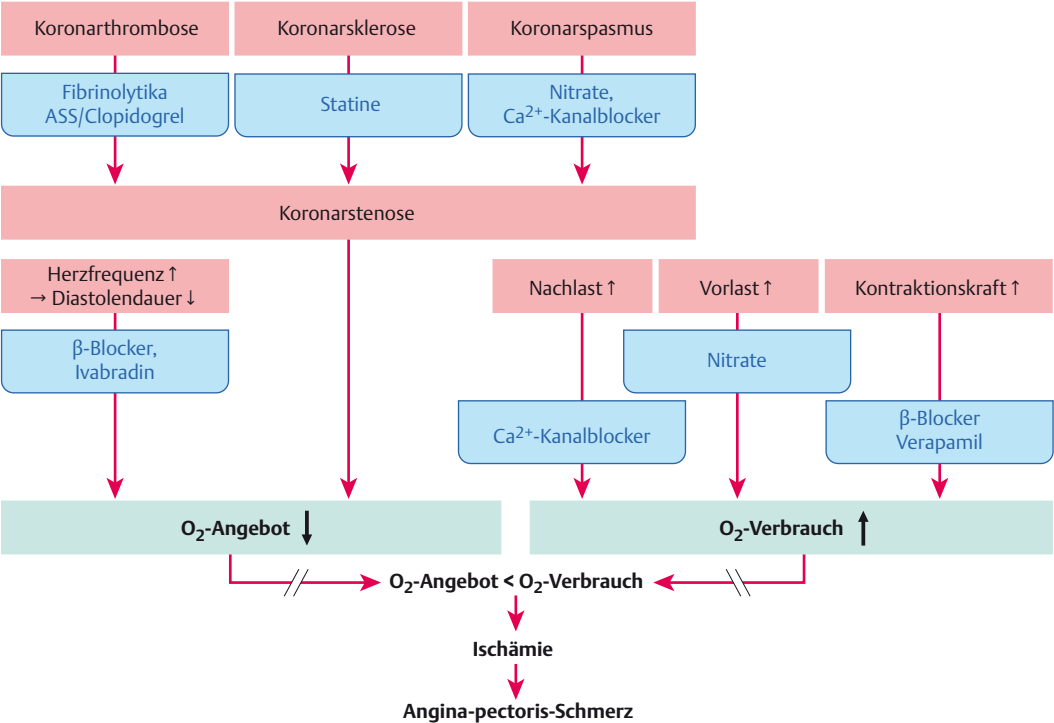 Koronarthrombose
Koronarsklerose
Koronarspasmus
Fibrinolytika
ASS/Clopidogrel
Statine
Nitrate,
Ca²⁺-Kanalblocker
Koronarstenose
Herzfrequenz ↑
→ Diastolendauer ↓
Nachlast ↑
Vorlast ↑
Kontraktionskraft ↑
β-Blocker,
Ivabradin
Nitrate
Ca²⁺-Kanalblocker
β-Blocker
Verapamil
O₂-Angebot ↓
O₂-Verbrauch ↑
O₂-Angebot < O₂-Verbrauch
Ischämie
Angina-pectoris-Schmerz